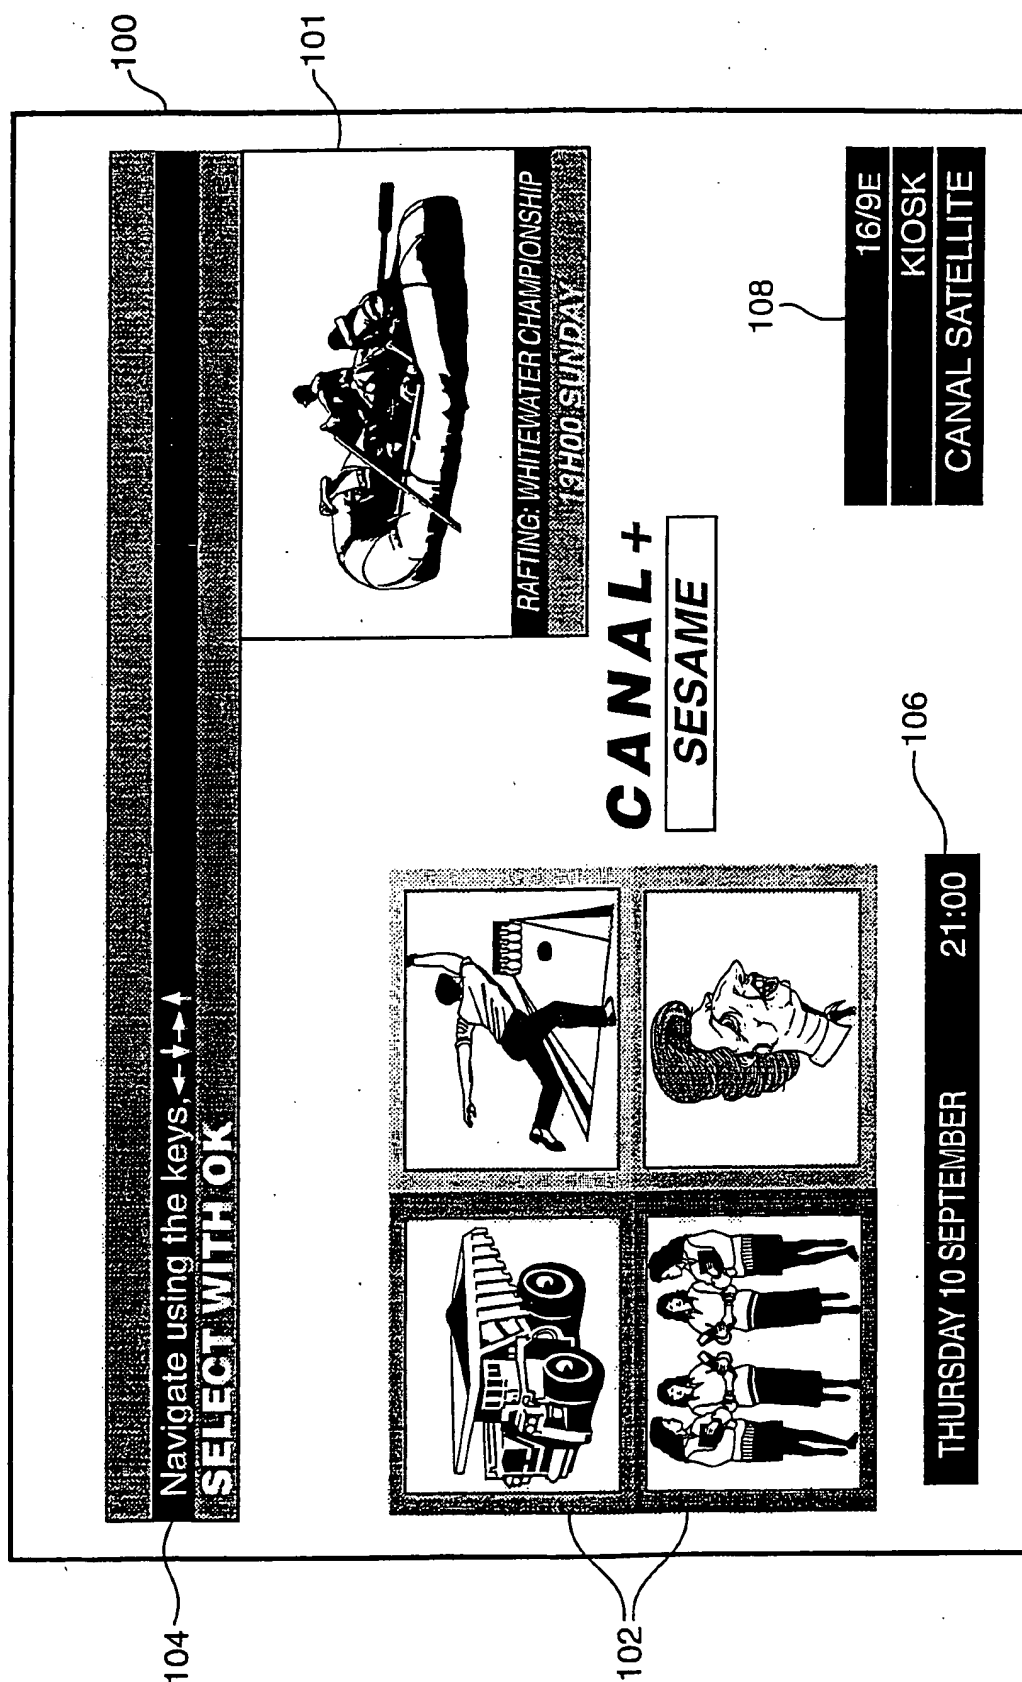 100
101
104
Navigate using the keys,
SELECT WITH OK
RAFTING: WHITEWATER CHAMPIONSHIP
13H00 SUNDAY
CANAL+
SESAME
102
106
THURSDAY 10 SEPTEMBER 21:00
108
16/9E
KIOSK
CANAL SATELLITE